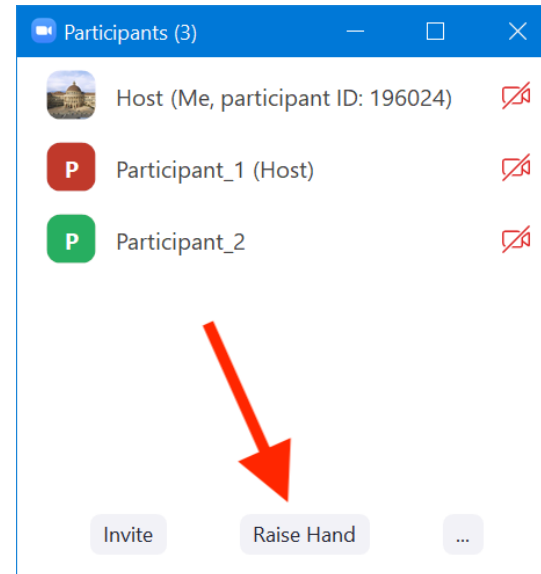 Participants (3)
Host (Me, participant ID: 196024)
P Participant_1 (Host)
P Participant_2
Invite Raise Hand ...